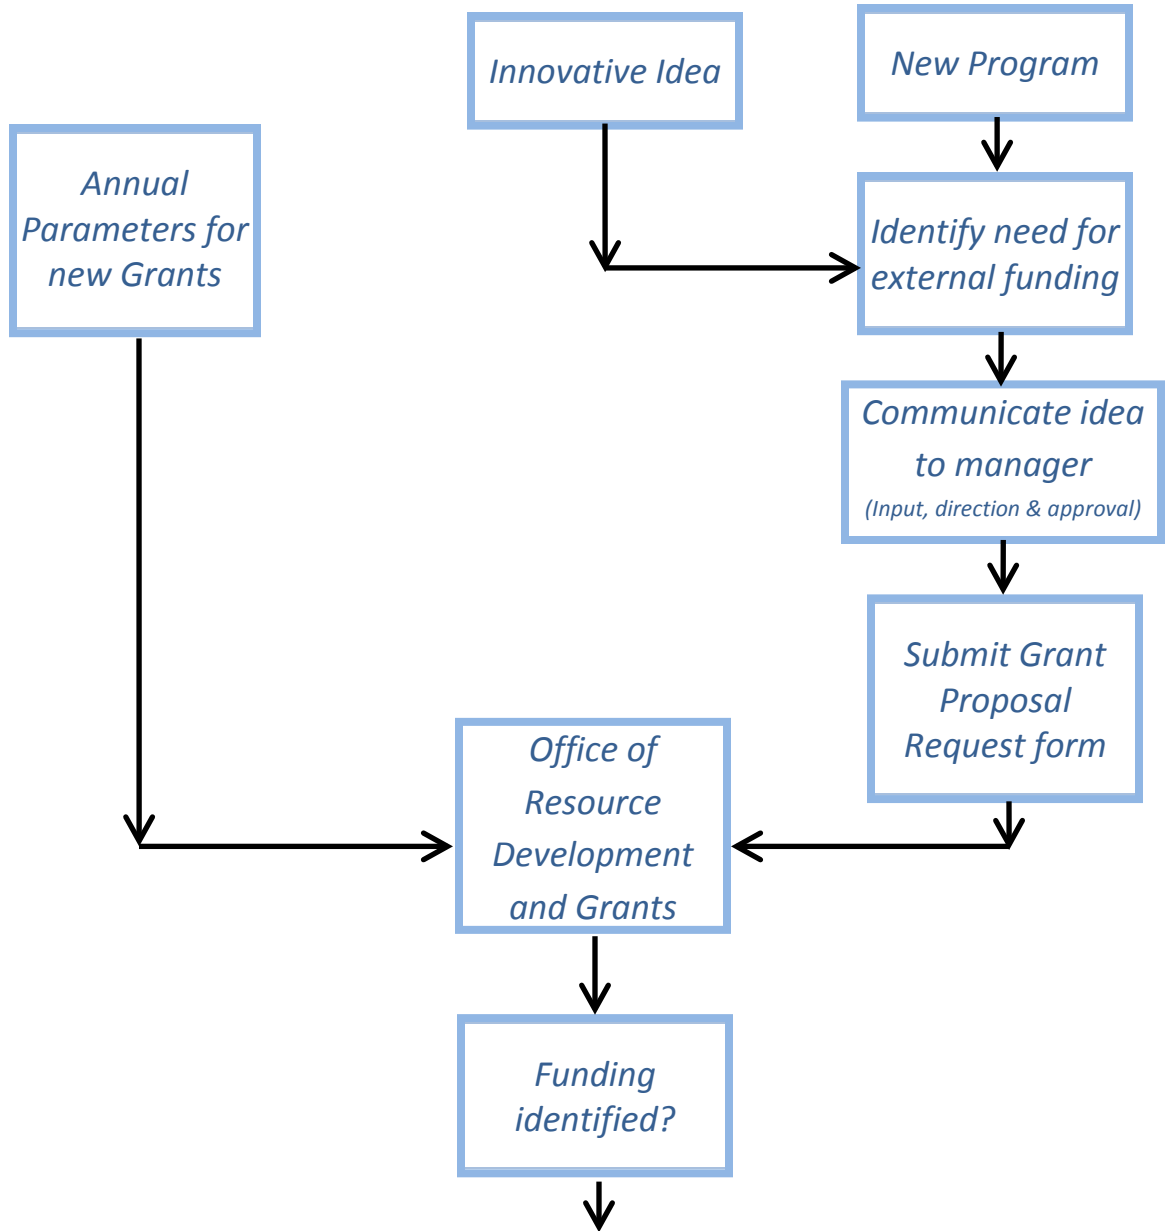 Innovative Idea
New Program
Annual
Parameters for
new Grants
Identify need for
external funding
Communicate idea
to manager
(Input, direction & approval)
Submit Grant
Proposal
Request form
Office of
Resource
Development
and Grants
Funding
identified?